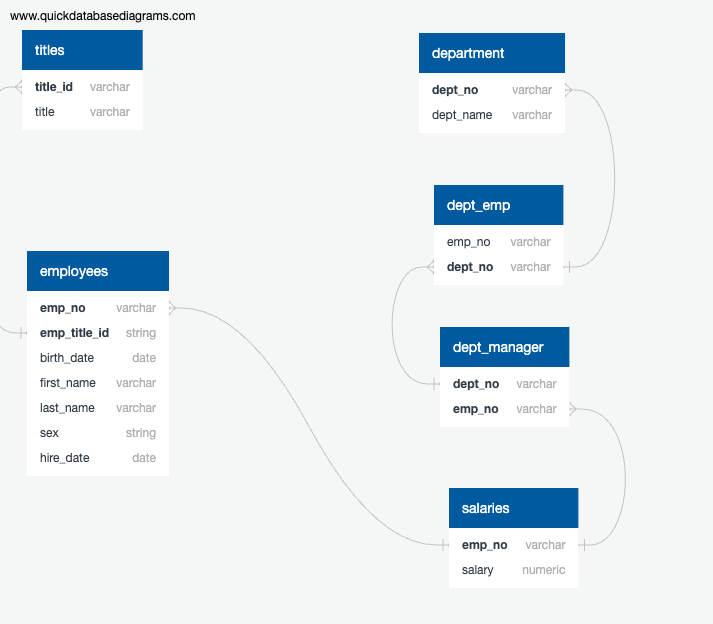 www.quickdatabasediagrams.com
titles
title_id varchar
title varchar
department
dept_no varchar
dept_name varchar
dept_emp
emp_no varchar
dept_no varchar
employees
emp_no varchar
emp_title_id string
birth_date date
first_name varchar
last_name varchar
sex string
hire_date date
dept_manager
dept_no varchar
emp_no varchar
salaries
emp_no varchar
salary numeric